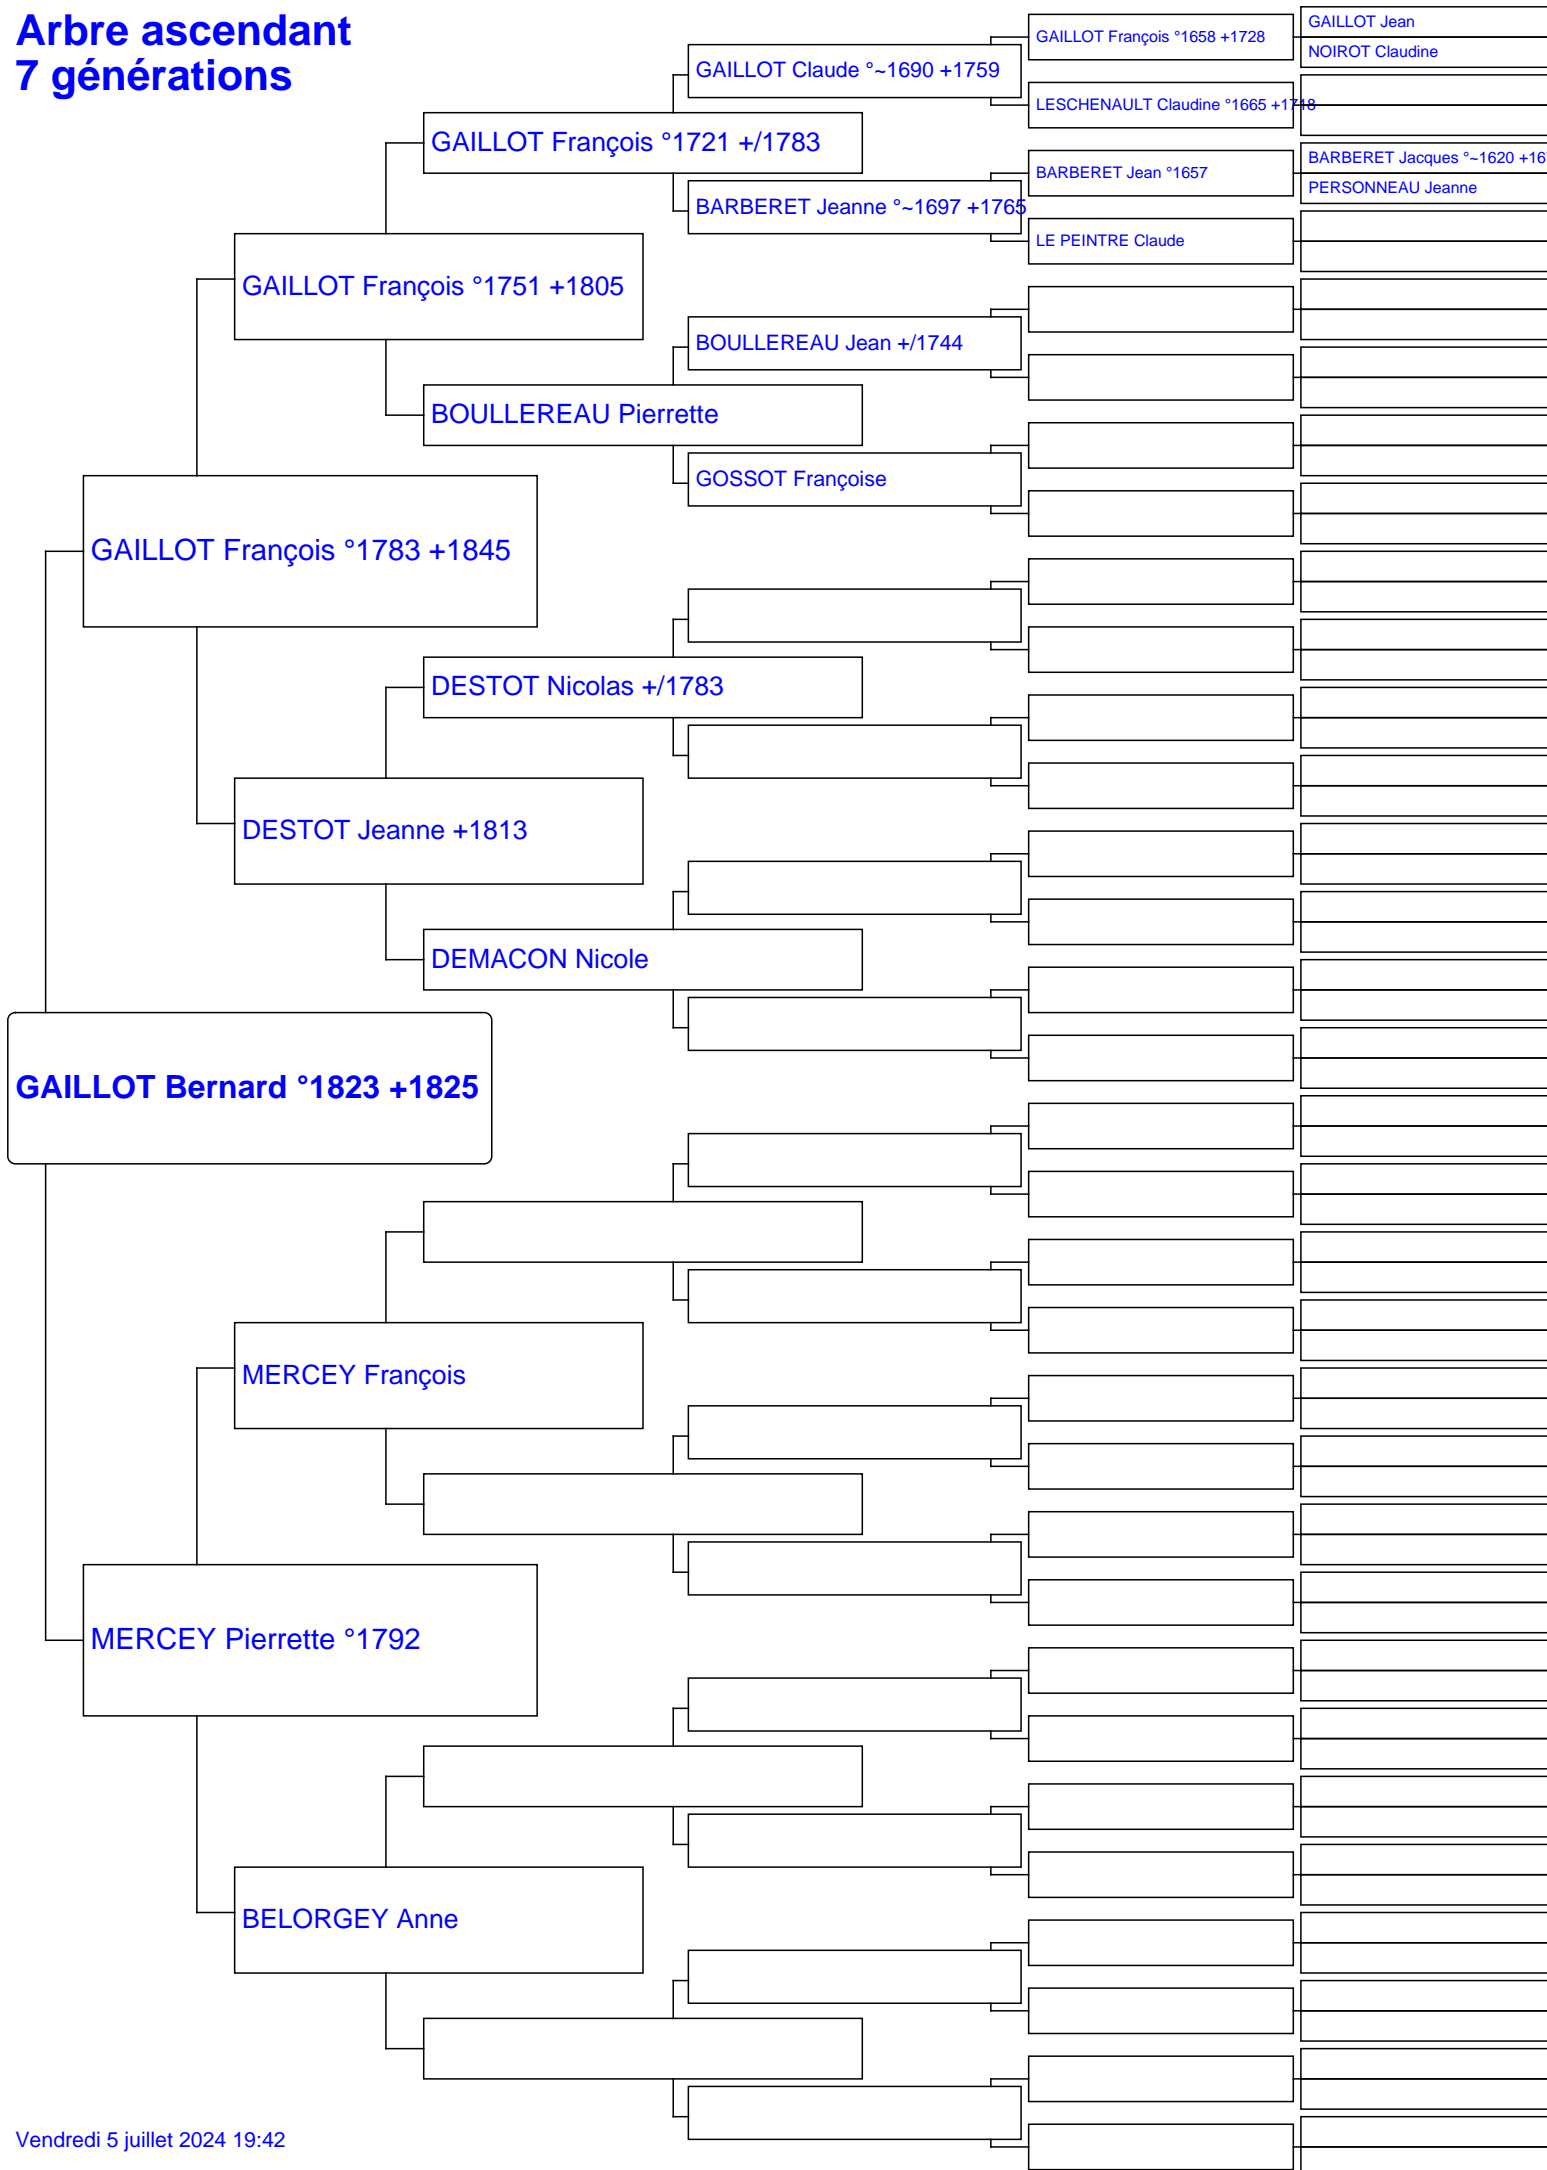 Arbre ascendant
7 générations
GAILLOT Bernard °1823 +1825
GAILLOT François °1783 +1845
MERCEY Pierrette °1792
GAILLOT François °1751 +1805
DESTOT Jeanne +1813
MERCEY François
BELORGEY Anne
GAILLOT François °1721 +/1783
BOULLEREAU Pierrette
DESTOT Nicolas +/1783
DEMACON Nicole
GAILLOT Claude °~1690 +1759
BARBERET Jeanne °~1697 +1765
BOULLEREAU Jean +/1744
GOSSOT Françoise
GAILLOT François °1658 +1728
LESCHENAULT Claudine °1665 +1718
BARBERET Jean °1657
LE PEINTRE Claude
GAILLOT Jean
NOIROT Claudine
BARBERET Jacques °~1620
PERSONNEAU Jeanne
Vendredi 5 juillet 2024 19:42